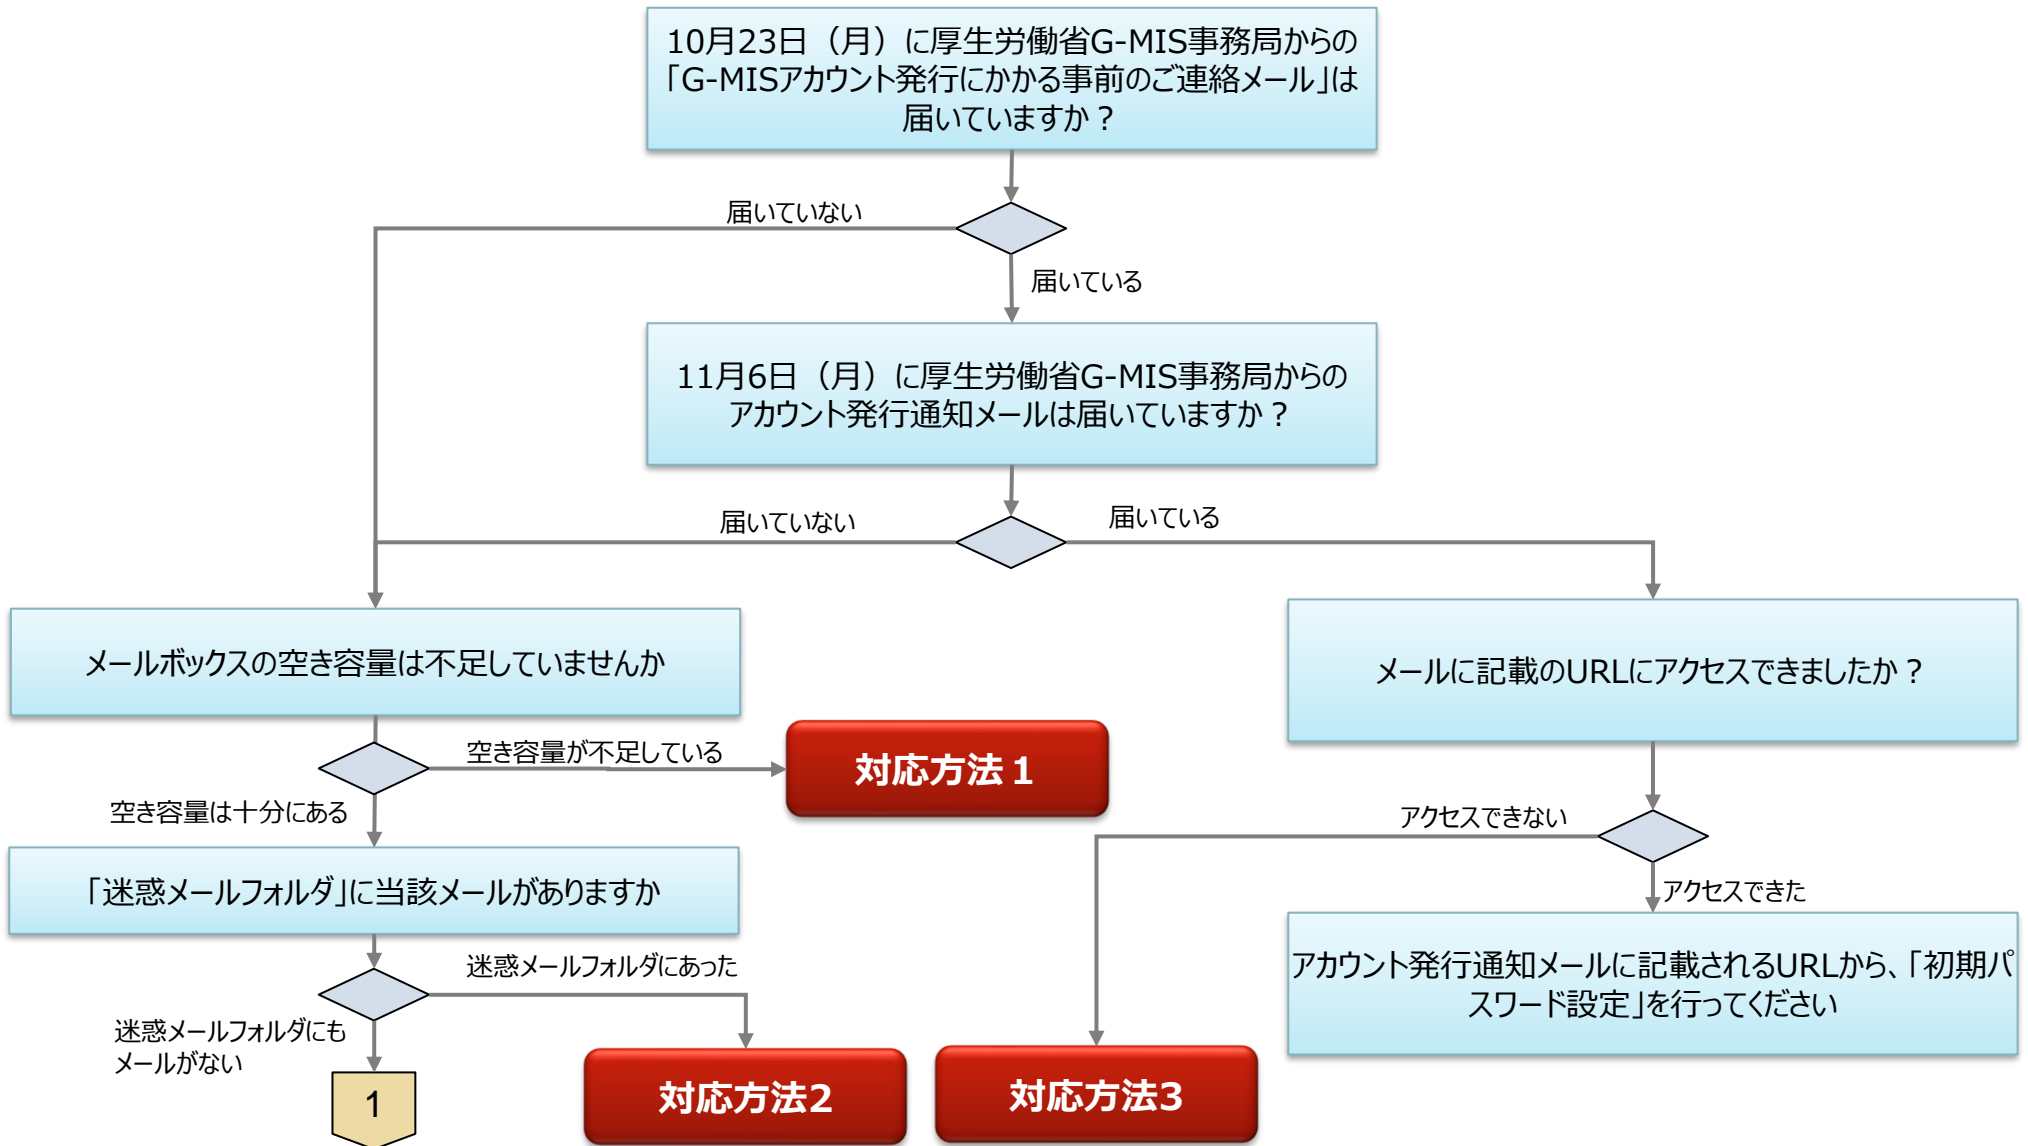 10月23日（月）に厚生労働省G-MIS事務局からの
「G-MISアカウント発行にかかる事前のご連絡メール」は
届いていますか？
届いていない
届いている
11月6日（月）に厚生労働省G-MIS事務局からの
アカウント発行通知メールは届いていますか？
届いていない
届いている
メールボックスの空き容量は不足していませんか
メールに記載のURLにアクセスできましたか？
空き容量が不足している
対応方法１
空き容量は十分にある
アクセスできない
「迷惑メールフォルダ」に当該メールがありますか
アクセスできた
迷惑メールフォルダにあった
アカウント発行通知メールに記載されるURLから、「初期パ
スワード設定」を行ってください
迷惑メールフォルダにも
メールがない
1
対応方法2
対応方法3